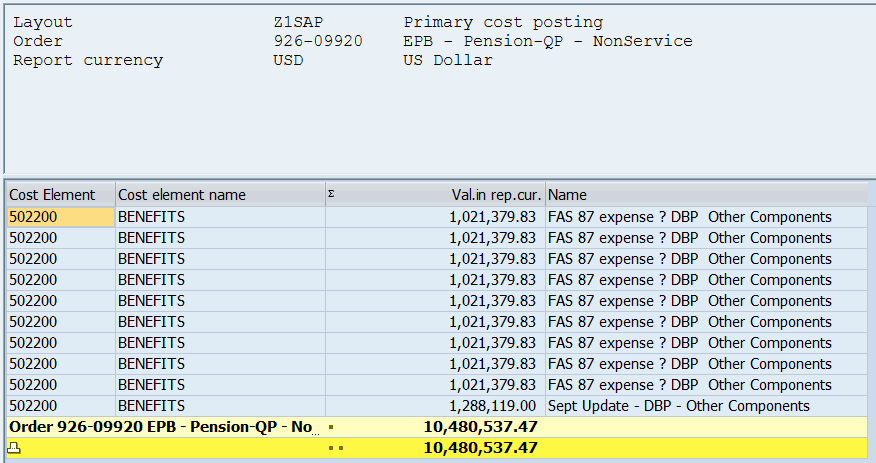 Layout Z1SAP Primary cost posting
Order 926-09920 EPB - Pension-QP - NonService
Report currency USD US Dollar
Cost Element Cost element name Σ Val.in rep.cur. Name
502200 BENEFITS 1,021,379.83 FAS 87 expense ? DBP  Other Components
502200 BENEFITS 1,021,379.83 FAS 87 expense ? DBP  Other Components
502200 BENEFITS 1,021,379.83 FAS 87 expense ? DBP  Other Components
502200 BENEFITS 1,021,379.83 FAS 87 expense ? DBP  Other Components
502200 BENEFITS 1,021,379.83 FAS 87 expense ? DBP  Other Components
502200 BENEFITS 1,021,379.83 FAS 87 expense ? DBP  Other Components
502200 BENEFITS 1,021,379.83 FAS 87 expense ? DBP  Other Components
502200 BENEFITS 1,021,379.83 FAS 87 expense ? DBP  Other Components
502200 BENEFITS 1,021,379.83 FAS 87 expense ? DBP  Other Components
502200 BENEFITS 1,288,119.00 Sept Update - DBP - Other Components
Order 926-09920 EPB - Pension-QP - No... 10,480,537.47
10,480,537.47